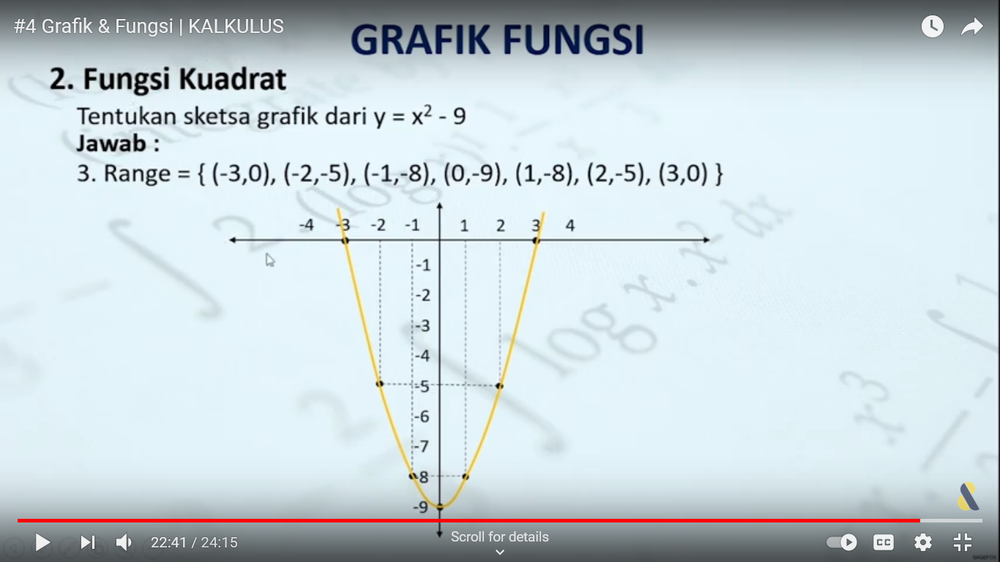 #4 Grafik & Fungsi | KALKULUS
GRAFIK FUNGSI
2. Fungsi Kuadrat
Tentukan sketsa grafik dari y = x² - 9
Jawab :
3. Range = { (-3,0), (-2,-5), (-1,-8), (0,-9), (1,-8), (2,-5), (3,0) }
-4 -3 -2 -1 1 2 3 4
-1
-2
-3
-4
-5
-6
-7
-8
-9
22:41 / 24:15
Scroll for details
CC